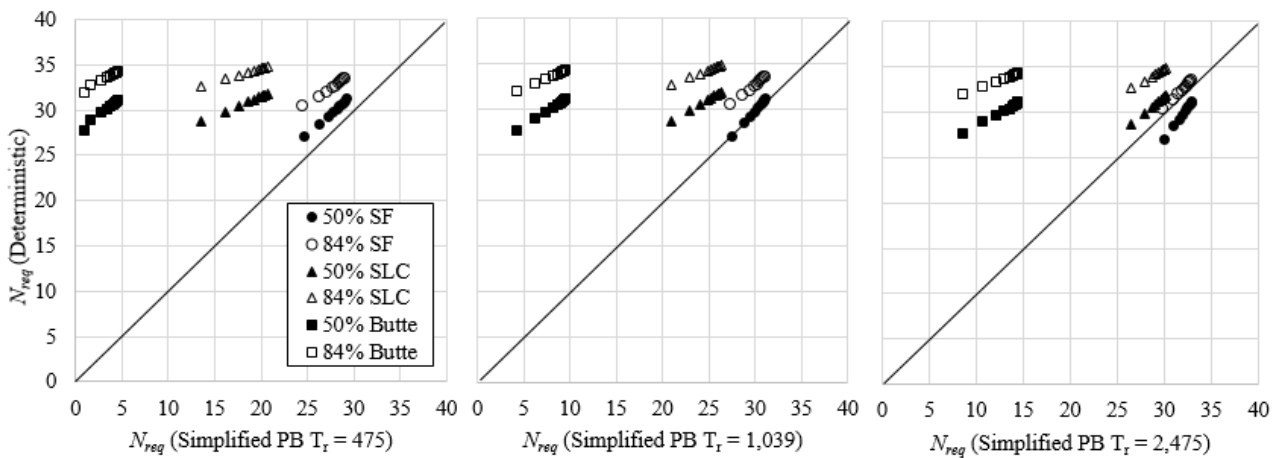 N_req (Deterministic)
40
35
30
25
20
15
10
5
0
50% SF
84% SF
50% SLC
84% SLC
50% Butte
84% Butte
0 5 10 15 20 25 30 35 40
N_req (Simplified PB T_r = 475)
0 5 10 15 20 25 30 35 40
N_req (Simplified PB T_r = 1,039)
0 5 10 15 20 25 30 35 40
N_req (Simplified PB T_r = 2,475)